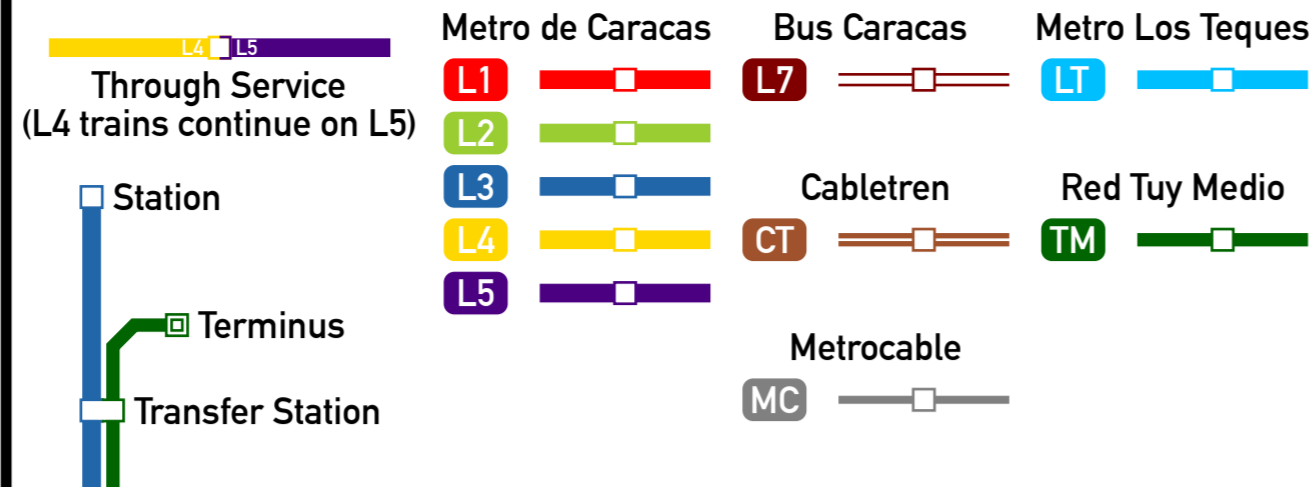 L4 L5
Through Service
(L4 trains continue on L5)
Station
Terminus
Transfer Station
Metro de Caracas
L1
L2
L3
L4
L5
Bus Caracas
L7
Cabletren
CT
Metrocable
MC
Metro Los Teques
LT
Red Tuy Medio
TM